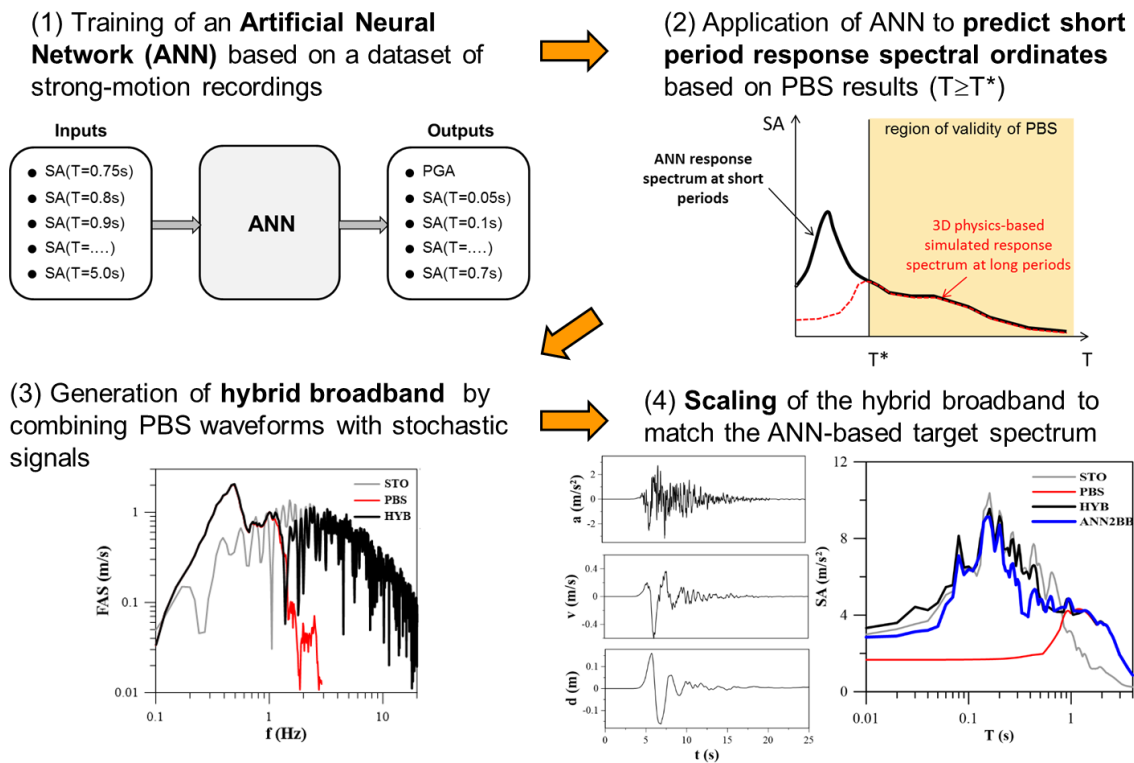 (1) Training of an Artificial Neural
Network (ANN) based on a dataset of
strong-motion recordings
Inputs
SA(T=0.75s)
SA(T=0.8s)
SA(T=0.9s)
SA(T=....)
SA(T=5.0s)
ANN
Outputs
PGA
SA(T=0.05s)
SA(T=0.1s)
SA(T=....)
SA(T=0.7s)
(2) Application of ANN to predict short
period response spectral ordinates
based on PBS results (T≥T*)
SA
region of validity of PBS
ANN response
spectrum at short
periods
3D physics-based
simulated response
spectrum at long periods
T*
T
(3) Generation of hybrid broadband by
combining PBS waveforms with stochastic
signals
STO
PBS
HYB
FAS (m/s)
1
0.1
0.01
0.1
1
10
f (Hz)
(4) Scaling of the hybrid broadband to
match the ANN-based target spectrum
a (m/s²)
2
0
-2
v (m/s)
0.4
0
-0.4
d (m)
0.1
0
-0.1
0
5
10
15
20
25
t (s)
STO
PBS
HYB
ANN2BB
SA (m/s²)
12
8
4
0
0.01
0.1
1
T (s)